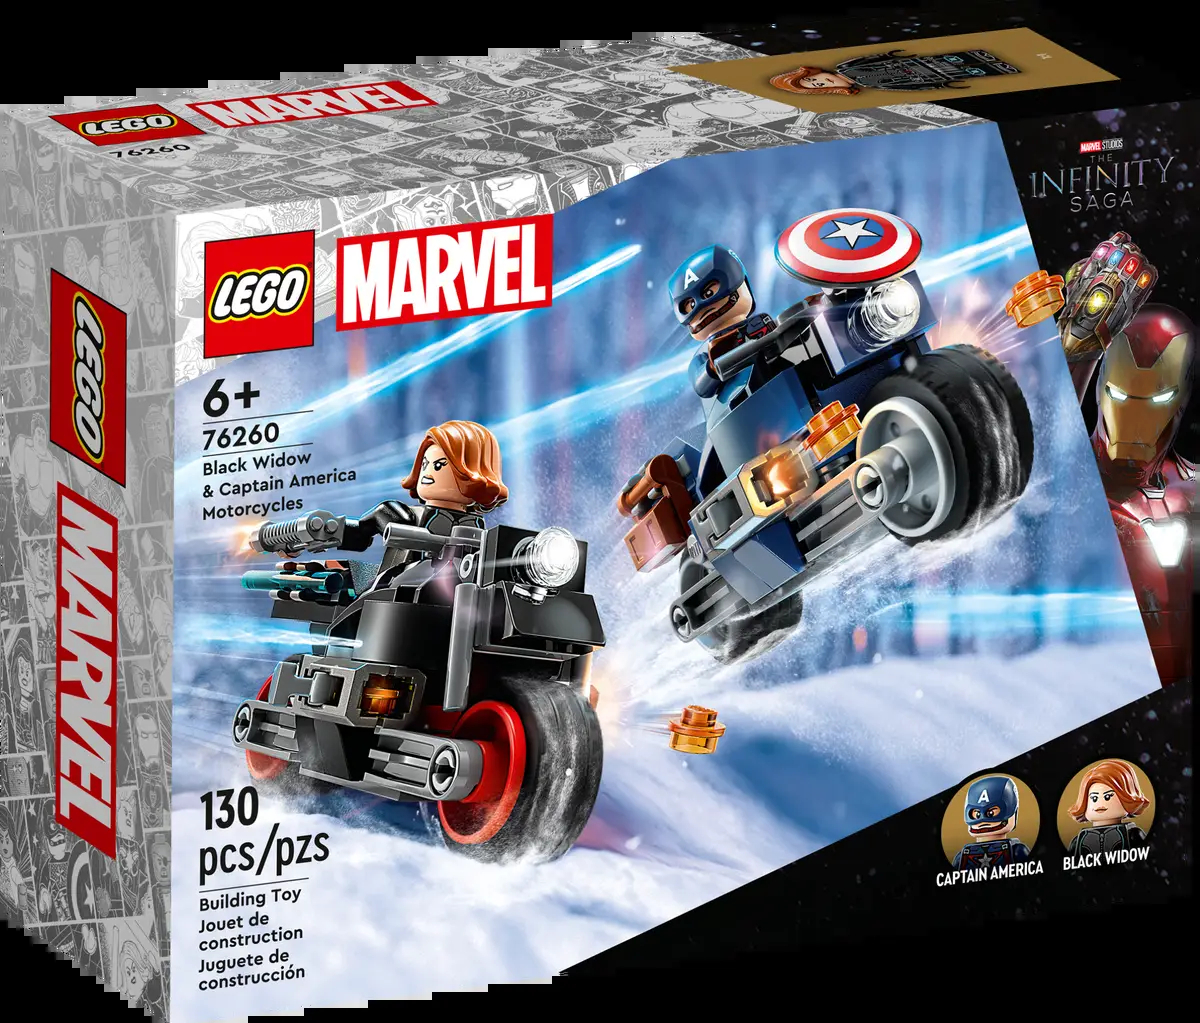 LEGO
MARVEL
76260
LEGO
MARVEL
LEGO
MARVEL
6+
76260
Black Widow
& Captain America
Motorcycles
130
pcs/pzs
Building Toy
Jouet de
construction
Juguete de
construcción
MARVEL STUDIOS
THE
INFINITY
SAGA
A
A
CAPTAIN AMERICA
BLACK WIDOW